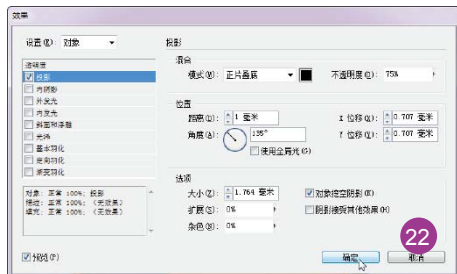 效果
设置(E): 对象
透明度
投影
内阴影
外发光
内发光
斜面和浮雕
光泽
基本羽化
定向羽化
渐变羽化
对象: 正常 100%; 投影
描边: 正常 100%; (无效果)
填充: 正常 100%; (无效果)
预览(P)
投影
混合
模式(M): 正片叠底 不透明度(C): 75%
位置
距离(D): 1 毫米 X 位移(X): 0.707 毫米
角度(A): 135° Y 位移(Y): 0.707 毫米
使用全局光(G)
选项
大小(Z): 1.764 毫米 对象挖空阴影(K)
扩展(S): 0% 阴影接受其他效果(H)
杂色(N): 0%
22
确定 取消